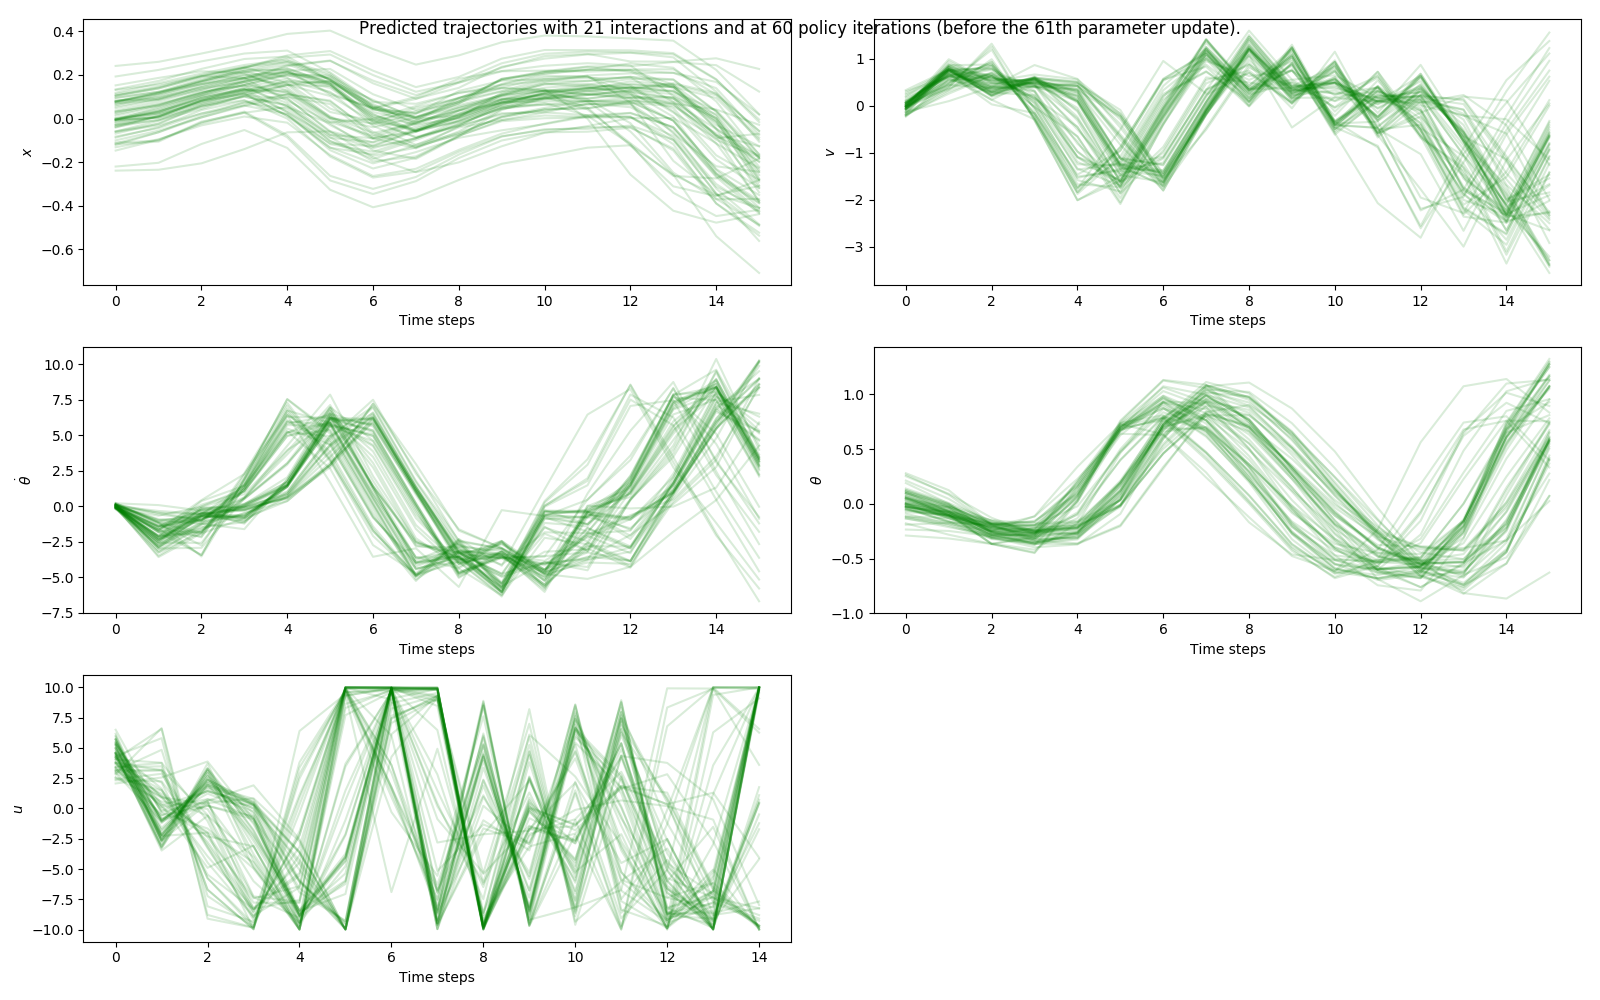 Predicted trajectories with 21 interactions and at 60 policy iterations (before the 61th parameter update).
0.4
0.2
0.0
−0.2
−0.4
−0.6
x
0 2 4 6 8 10 12 14
Time steps
1
0
−1
−2
−3
v
0 2 4 6 8 10 12 14
Time steps
10.0
7.5
5.0
2.5
0.0
−2.5
−5.0
−7.5
θ̇
0 2 4 6 8 10 12 14
Time steps
1.0
0.5
0.0
−0.5
−1.0
θ
0 2 4 6 8 10 12 14
Time steps
10.0
7.5
5.0
2.5
0.0
−2.5
−5.0
−7.5
−10.0
u
0 2 4 6 8 10 12 14
Time steps